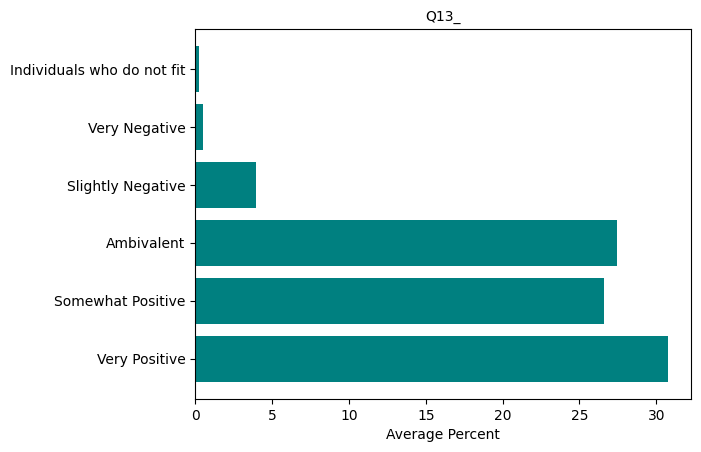 Q13_
Individuals who do not fit
Very Negative
Slightly Negative
Ambivalent
Somewhat Positive
Very Positive
0 5 10 15 20 25 30
Average Percent